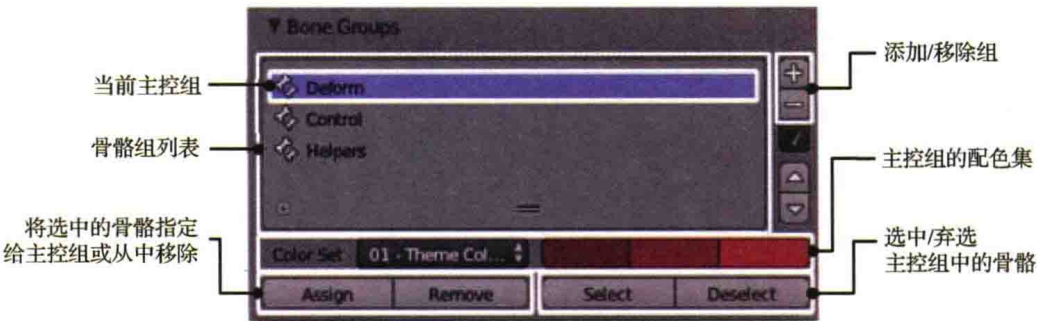 Bone Groups
添加/移除组
当前主控组
Deform
Control
骨骼组列表
Helpers
主控组的配色集
将选中的骨骼指定
给主控组或从中移除
Color Set
01 - Theme Col...
选中/弃选
主控组中的骨骼
Assign
Remove
Select
Deselect